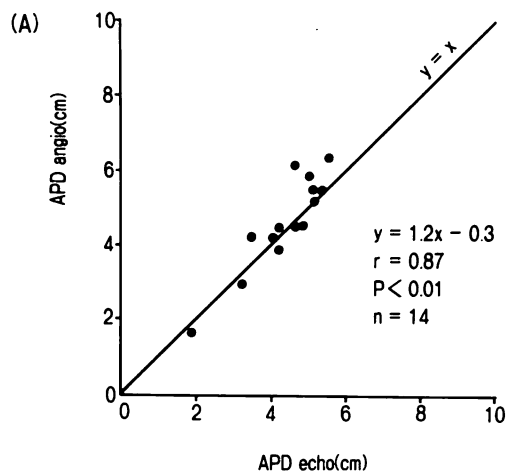 (A)
10
8
6
4
2
0
APD angio(cm)
y = x
y = 1.2x − 0.3
r = 0.87
P < 0.01
n = 14
0 2 4 6 8 10
APD echo(cm)